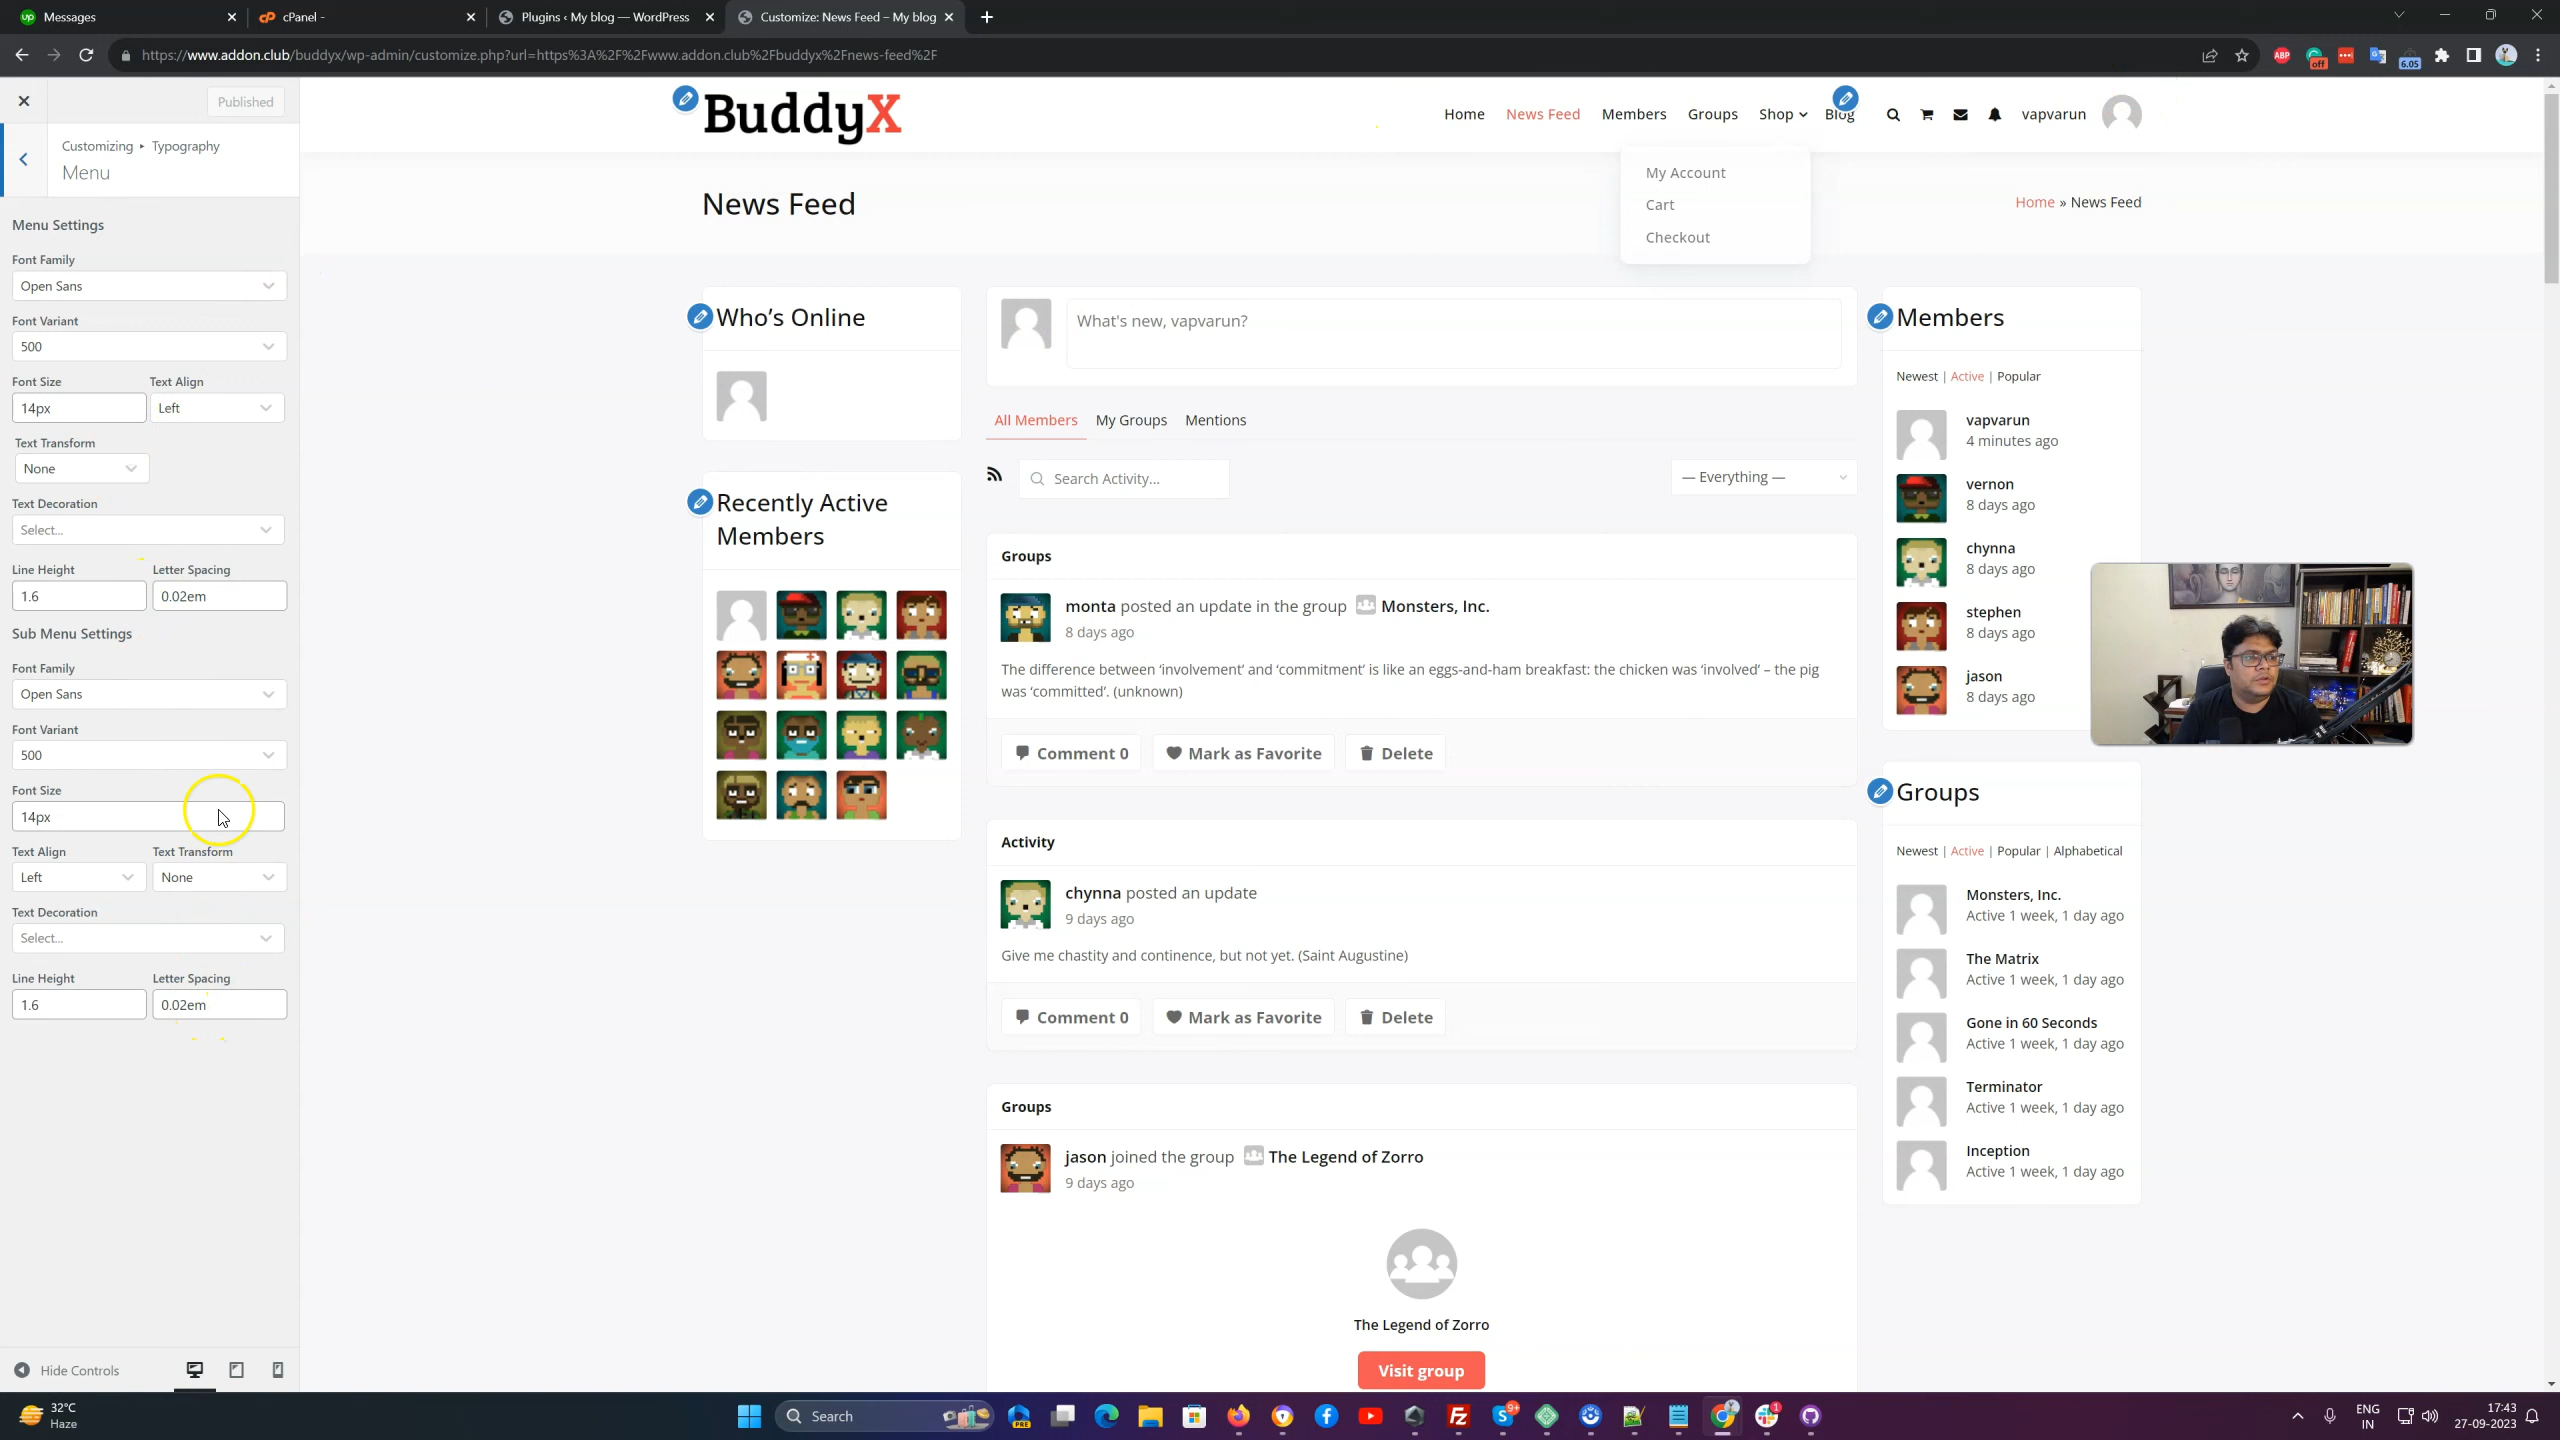 Messages
cPanel -
Plugins ‹ My blog — WordPress
Customize: News Feed – My blog
https://www.addon.club/buddyx/wp-admin/customize.php?url=https%3A%2F%2Fwww.addon.club%2Fbuddyx%2Fnews-feed%2F
ABP
off
6.05
Published
Customizing ▸ Typography
Menu
Menu Settings
Font Family
Open Sans
Font Variant
500
Font Size
Text Align
14px
Left
Text Transform
None
Text Decoration
Select...
Line Height
Letter Spacing
1.6
0.02em
Sub Menu Settings
Font Family
Open Sans
Font Variant
500
Font Size
14px
Text Align
Text Transform
Left
None
Text Decoration
Select...
Line Height
Letter Spacing
1.6
0.02em
Hide Controls
BuddyX
Home
News Feed
Members
Groups
Shop
Blog
vapvarun
My Account
Cart
Checkout
News Feed
Home » News Feed
Who’s Online
Recently Active
Members
What's new, vapvarun?
All Members
My Groups
Mentions
Search Activity...
— Everything —
Groups
monta posted an update in the group Monsters, Inc.
8 days ago
The difference between ‘involvement’ and ‘commitment’ is like an eggs-and-ham breakfast: the chicken was ‘involved’ – the pig
was ‘committed’. (unknown)
Comment 0
Mark as Favorite
Delete
Activity
chynna posted an update
9 days ago
Give me chastity and continence, but not yet. (Saint Augustine)
Comment 0
Mark as Favorite
Delete
Groups
jason joined the group The Legend of Zorro
9 days ago
The Legend of Zorro
Visit group
Members
Newest | Active | Popular
vapvarun
4 minutes ago
vernon
8 days ago
chynna
8 days ago
stephen
8 days ago
jason
8 days ago
Groups
Newest | Active | Popular | Alphabetical
Monsters, Inc.
Active 1 week, 1 day ago
The Matrix
Active 1 week, 1 day ago
Gone in 60 Seconds
Active 1 week, 1 day ago
Terminator
Active 1 week, 1 day ago
Inception
Active 1 week, 1 day ago
32°C
Haze
Search
PRE
9+
1
ENG
IN
17:43
27-09-2023